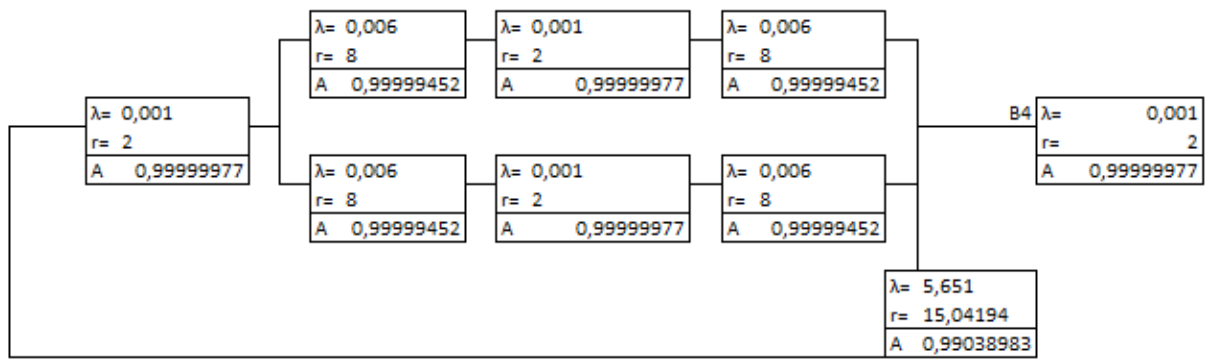 λ= 0,006
r= 8
A 0,99999452
λ= 0,001
r= 2
A 0,99999977
λ= 0,006
r= 8
A 0,99999452
λ= 0,001
r= 2
A 0,99999977
B4 λ= 0,001
r= 2
A 0,99999977
λ= 0,006
r= 8
A 0,99999452
λ= 0,001
r= 2
A 0,99999977
λ= 0,006
r= 8
A 0,99999452
λ= 5,651
r= 15,04194
A 0,99038983